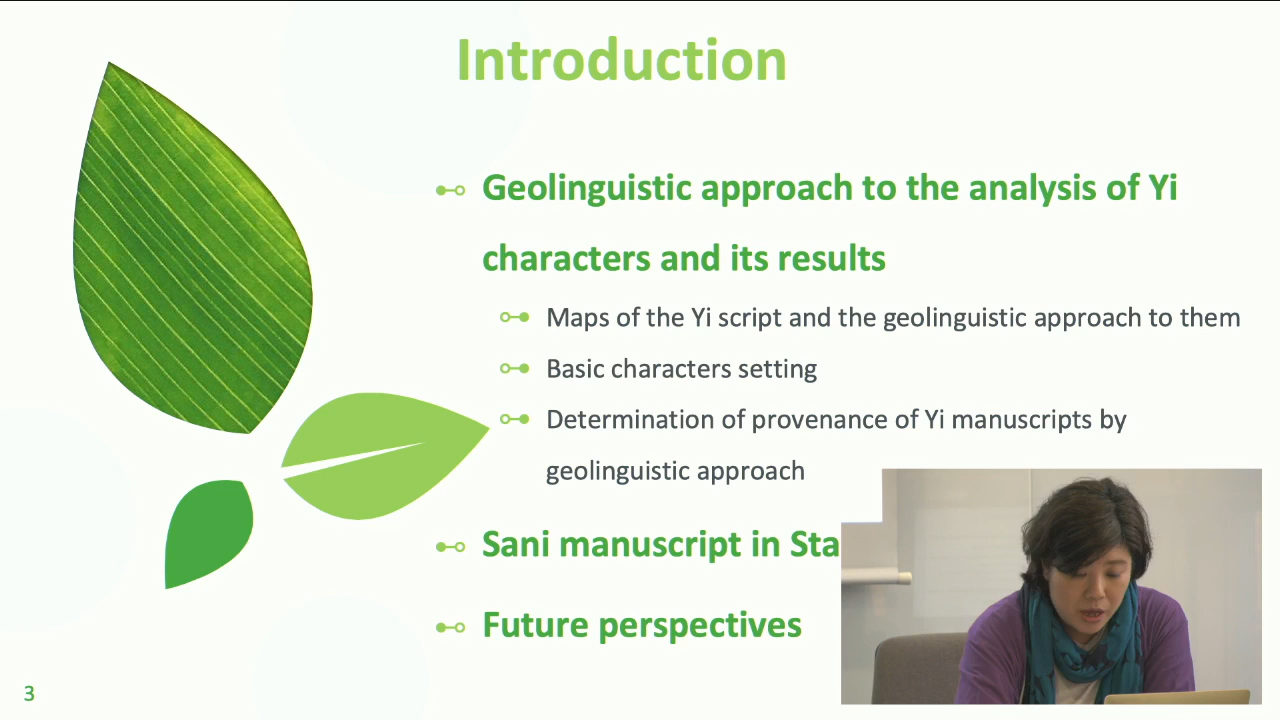 Introduction
Geolinguistic approach to the analysis of Yi
characters and its results
Maps of the Yi script and the geolinguistic approach to them
Basic characters setting
Determination of provenance of Yi manuscripts by
geolinguistic approach
Sani manuscript in
Future perspectives
3